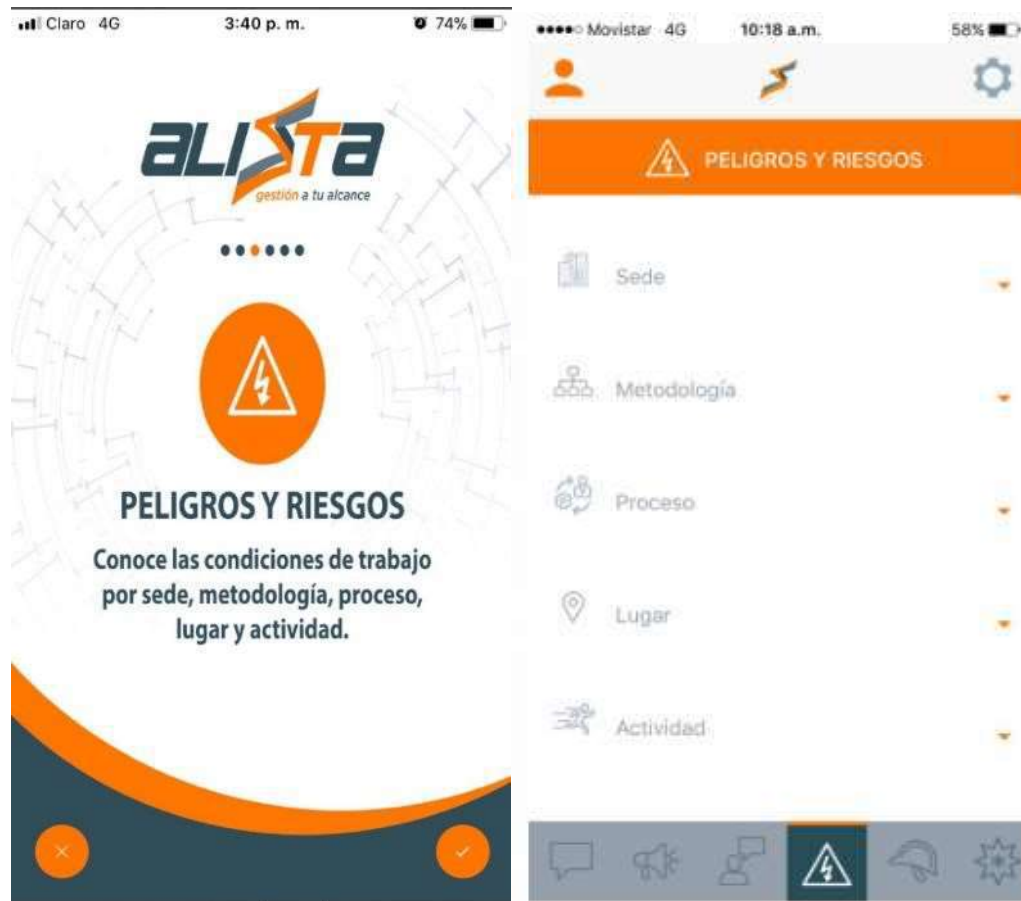 Claro 4G 3:40 p. m. 74%
aLISTa
gestión a tu alcance
PELIGROS Y RIESGOS
Conoce las condiciones de trabajo
por sede, metodología, proceso,
lugar y actividad.
Movistar 4G 10:18 a.m. 58%
PELIGROS Y RIESGOS
Sede
Metodología
Proceso
Lugar
Actividad